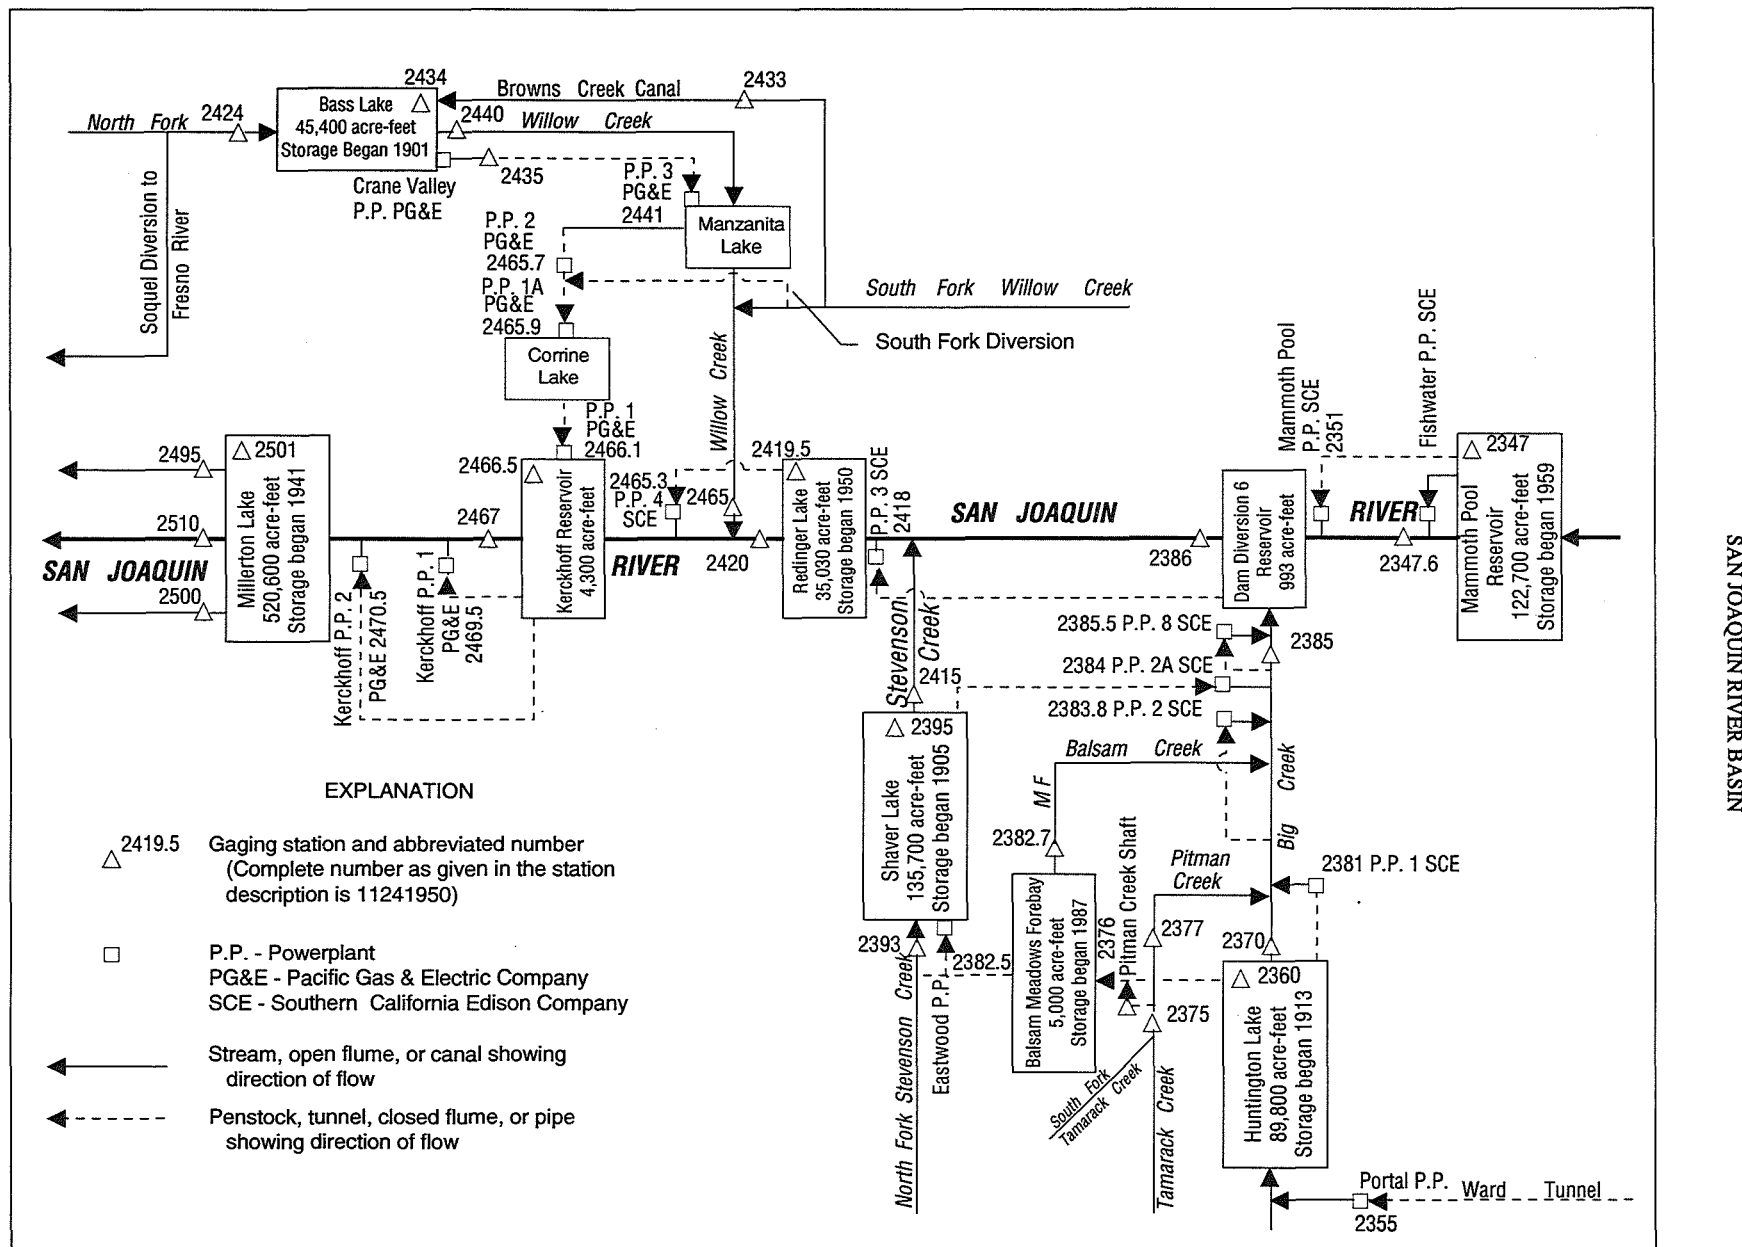 2434
Browns Creek Canal
2433
North Fork
2424
Bass Lake
45,400 acre-feet
Storage Began 1901
2440
Willow Creek
2435
Crane Valley
P.P. PG&E
P.P. 3
PG&E
2441
Soquel Diversion to
Fresno River
P.P. 2
PG&E
2465.7
Manzanita
Lake
P.P. 1A
PG&E
2465.9
South Fork Willow Creek
South Fork Diversion
Corrine
Lake
Willow Creek
P.P. 1
PG&E
2466.1
Mammoth Pool
P.P. SCE
2351
Fishwater P.P. SCE
2495
2501
Millerton Lake
520,600 acre-feet
Storage began 1941
2466.5
Kerckhoff Reservoir
4,300 acre-feet
2465.3
P.P. 4
SCE
2465
2419.5
Redinger Lake
35,030 acre-feet
Storage began 1950
P.P. 3 SCE
2418
SAN JOAQUIN
Dam Diversion 6
Reservoir
993 acre-feet
RIVER
2347
Mammoth Pool
Reservoir
122,700 acre-feet
Storage began 1959
2510
2467
RIVER
2420
2386
2347.6
SAN JOAQUIN
2500
Kerckhoff P.P. 2
PG&E 2470.5
Kerckhoff P.P. 1
PG&E
2469.5
Stevenson
Creek
2415
2385.5 P.P. 8 SCE
2385
2384 P.P. 2A SCE
2383.8 P.P. 2 SCE
2395
Shaver Lake
135,700 acre-feet
Storage began 1905
M F
Balsam Creek
Big Creek
2382.7
Pitman
Creek
2381 P.P. 1 SCE
Balsam Meadows Forebay
5,000 acre-feet
Storage began 1987
2376
Pitman Creek Shaft
2377
2370
2393
2382.5
2360
Huntington Lake
89,800 acre-feet
Storage began 1913
North Fork Stevenson Creek
Eastwood P.P.
2375
South Fork
Tamarack Creek
Tamarack Creek
Portal P.P.
Ward Tunnel
2355
EXPLANATION
2419.5
Gaging station and abbreviated number
(Complete number as given in the station
description is 11241950)
P.P. - Powerplant
PG&E - Pacific Gas & Electric Company
SCE - Southern California Edison Company
Stream, open flume, or canal showing
direction of flow
Penstock, tunnel, closed flume, or pipe
showing direction of flow
SAN JOAQUIN RIVER BASIN